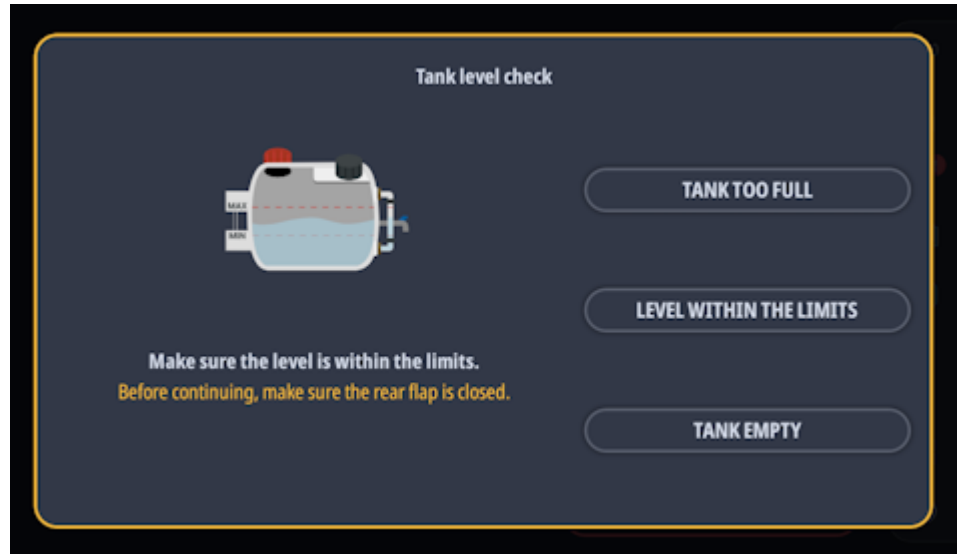 Tank level check
MAX
MIN
TANK TOO FULL
LEVEL WITHIN THE LIMITS
Make sure the level is within the limits.
Before continuing, make sure the rear flap is closed.
TANK EMPTY